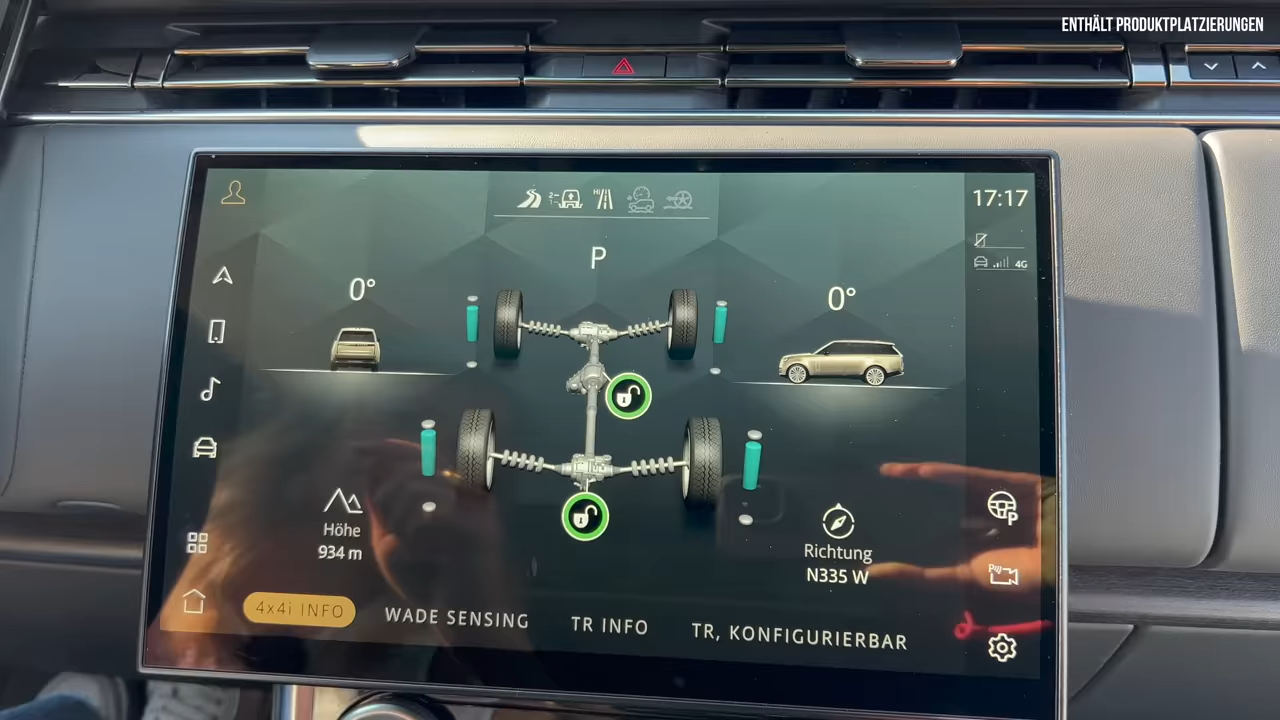 ENTHÄLT PRODUKTPLATZIERUNGEN
17:17
4G
P
0°
0°
Höhe
934 m
Richtung
N335 W
4x4i INFO
WADE SENSING
TR INFO
TR, KONFIGURIERBAR